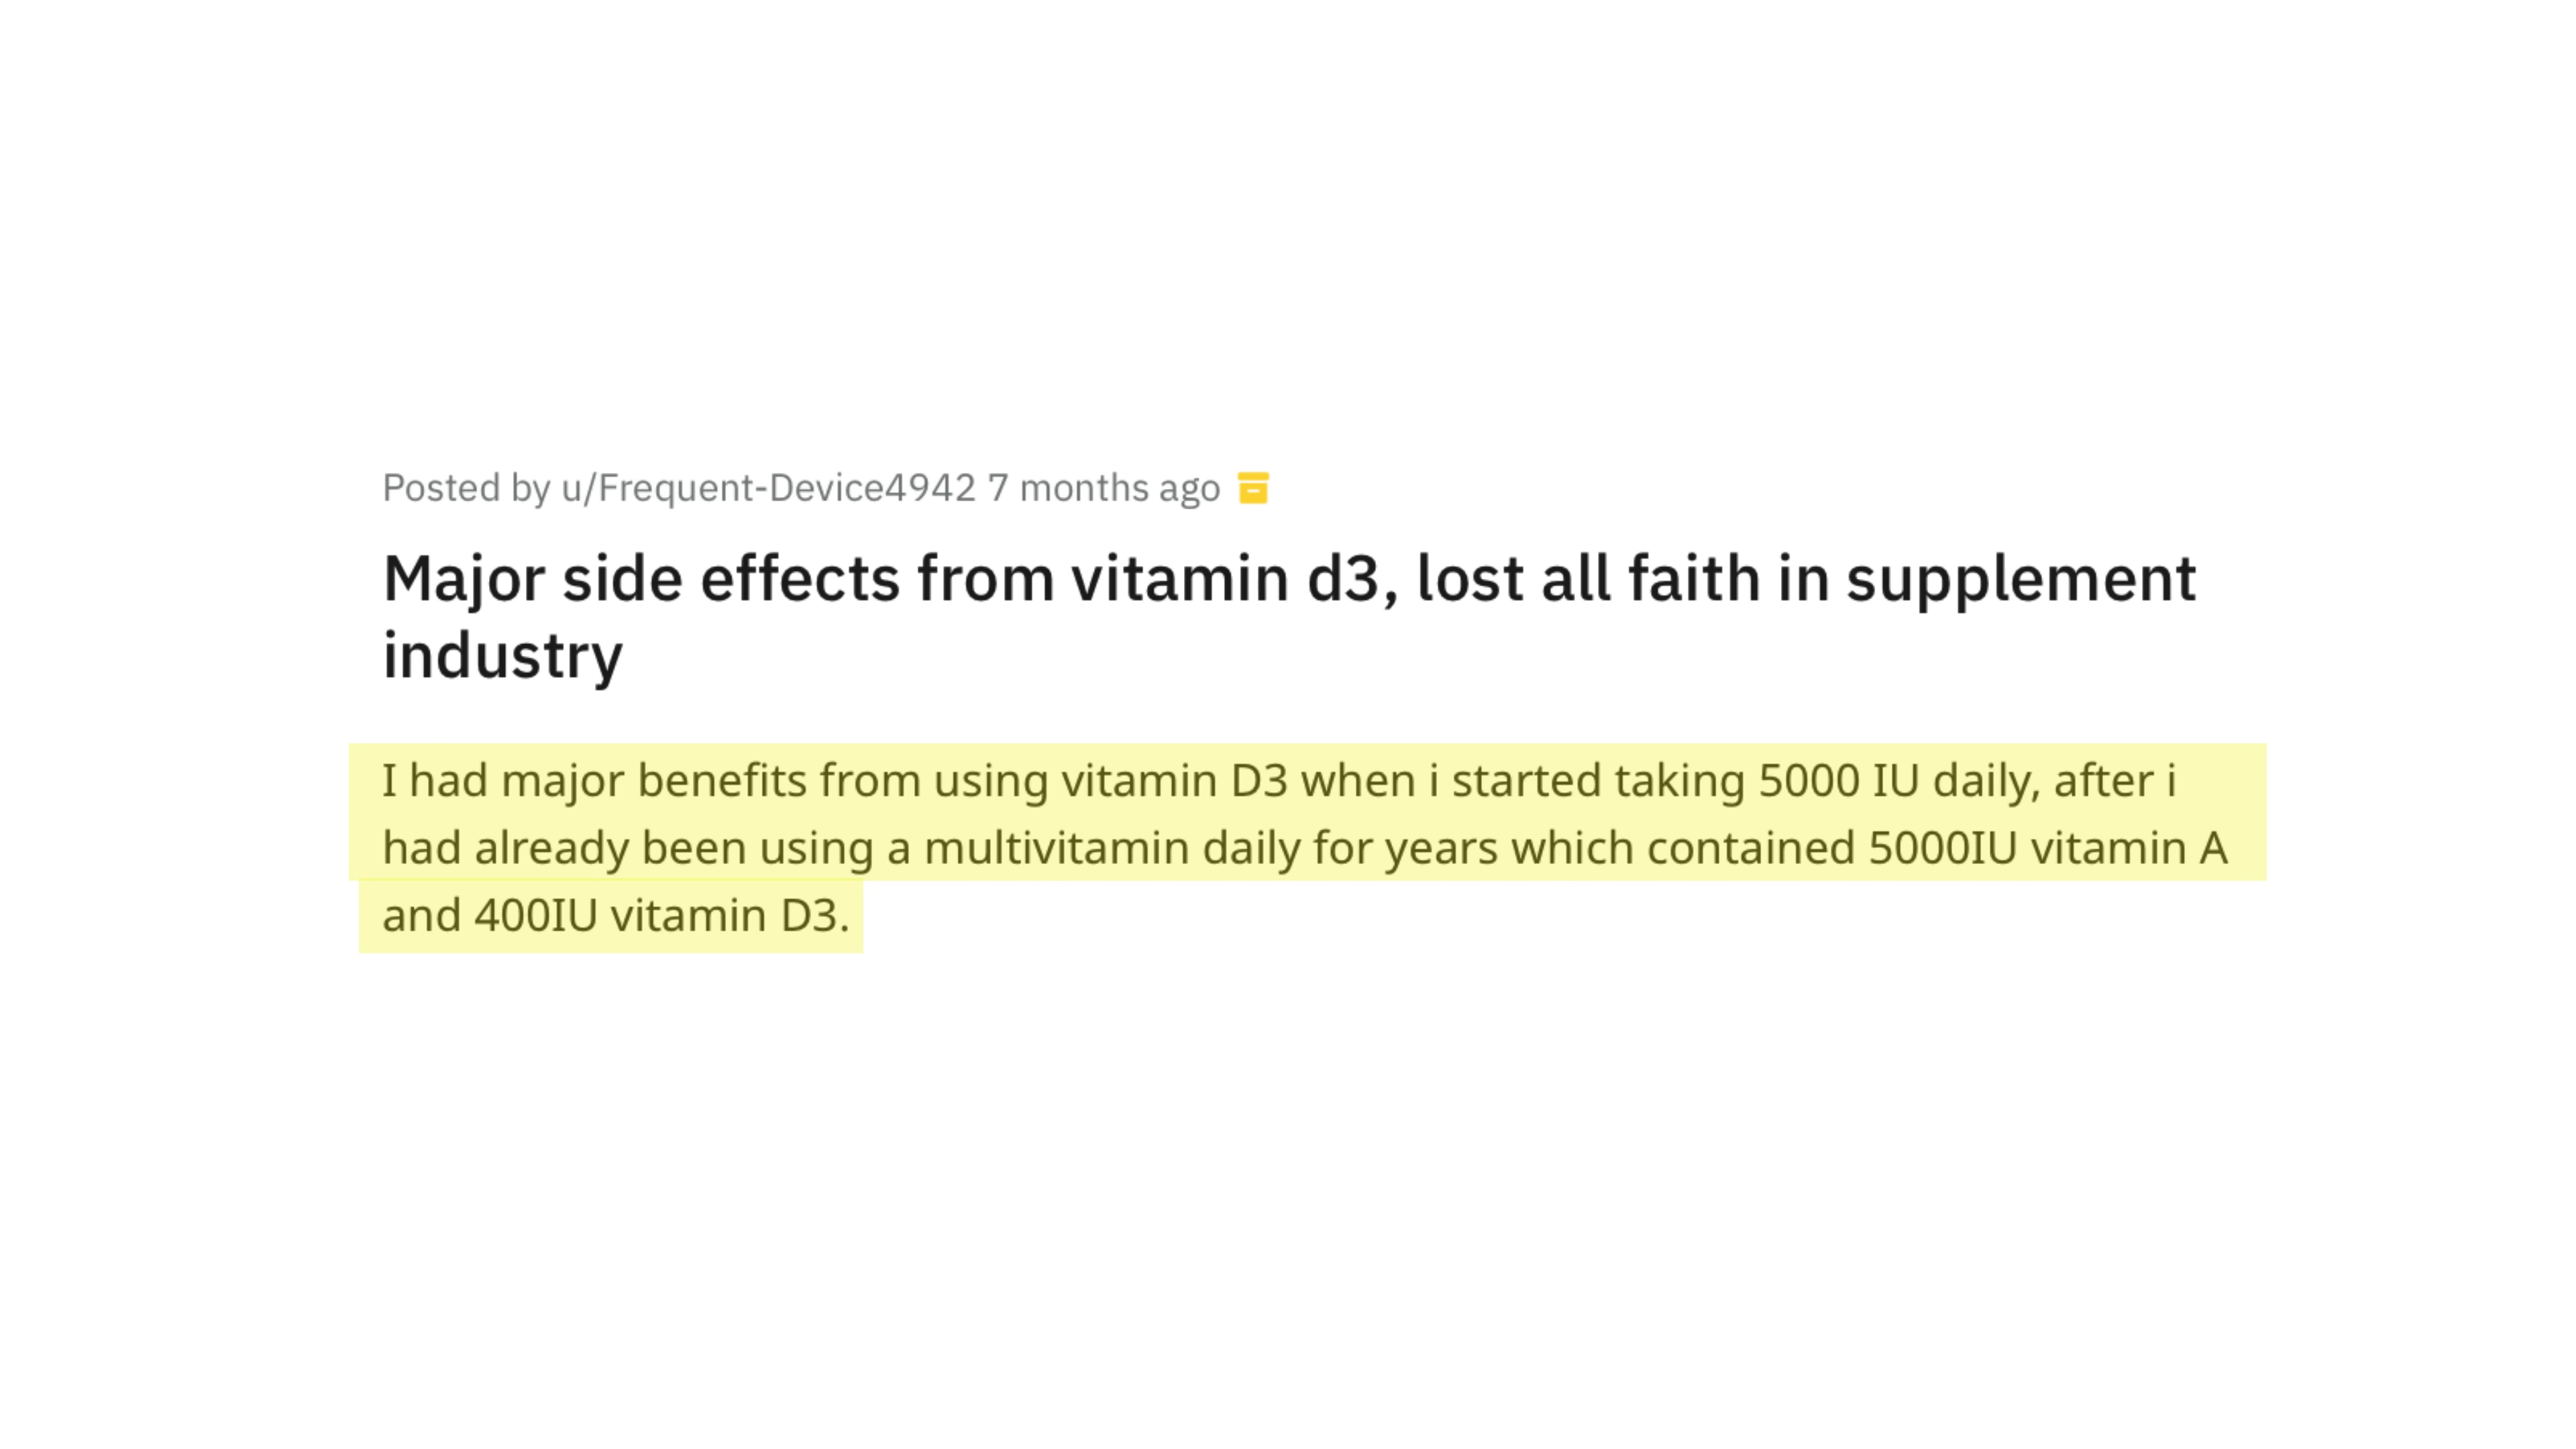 Posted by u/Frequent-Device4942 7 months ago
Major side effects from vitamin d3, lost all faith in supplement
industry
I had major benefits from using vitamin D3 when i started taking 5000 IU daily, after i
had already been using a multivitamin daily for years which contained 5000IU vitamin A
and 400IU vitamin D3.